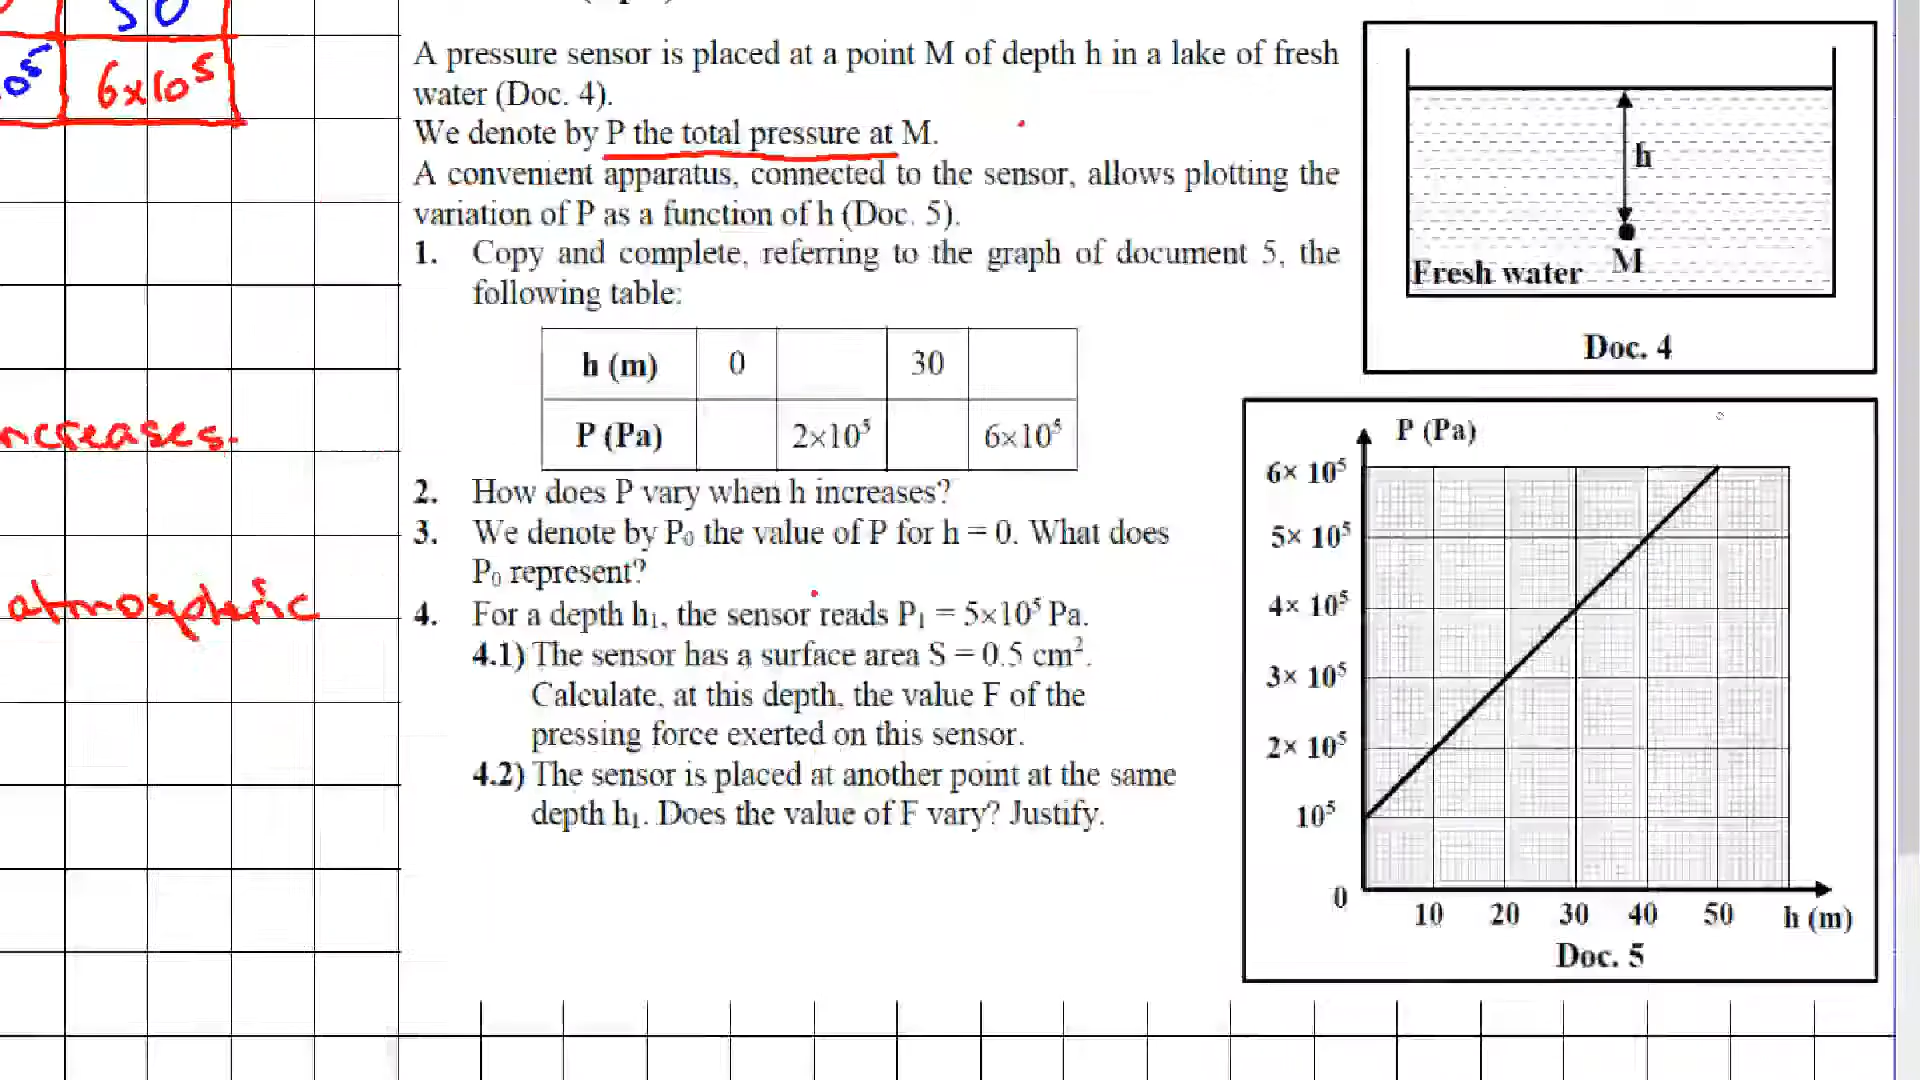 50
05
6x10⁵
ncreases.
atmospheric
A pressure sensor is placed at a point M of depth h in a lake of fresh
water (Doc. 4).
We denote by P the total pressure at M.
A convenient apparatus, connected to the sensor, allows plotting the
variation of P as a function of h (Doc. 5).
1. Copy and complete, referring to the graph of document 5, the
following table:
h (m) 0 30
P (Pa) 2×10⁵ 6×10⁵
2. How does P vary when h increases?
3. We denote by P₀ the value of P for h = 0. What does
P₀ represent?
4. For a depth h₁, the sensor reads P₁ = 5×10⁵ Pa.
4.1) The sensor has a surface area S = 0.5 cm².
Calculate, at this depth, the value F of the
pressing force exerted on this sensor.
4.2) The sensor is placed at another point at the same
depth h₁. Does the value of F vary? Justify.
h
M
Fresh water
Doc. 4
P (Pa)
6× 10⁵
5× 10⁵
4× 10⁵
3× 10⁵
2× 10⁵
10⁵
0
10 20 30 40 50 h (m)
Doc. 5